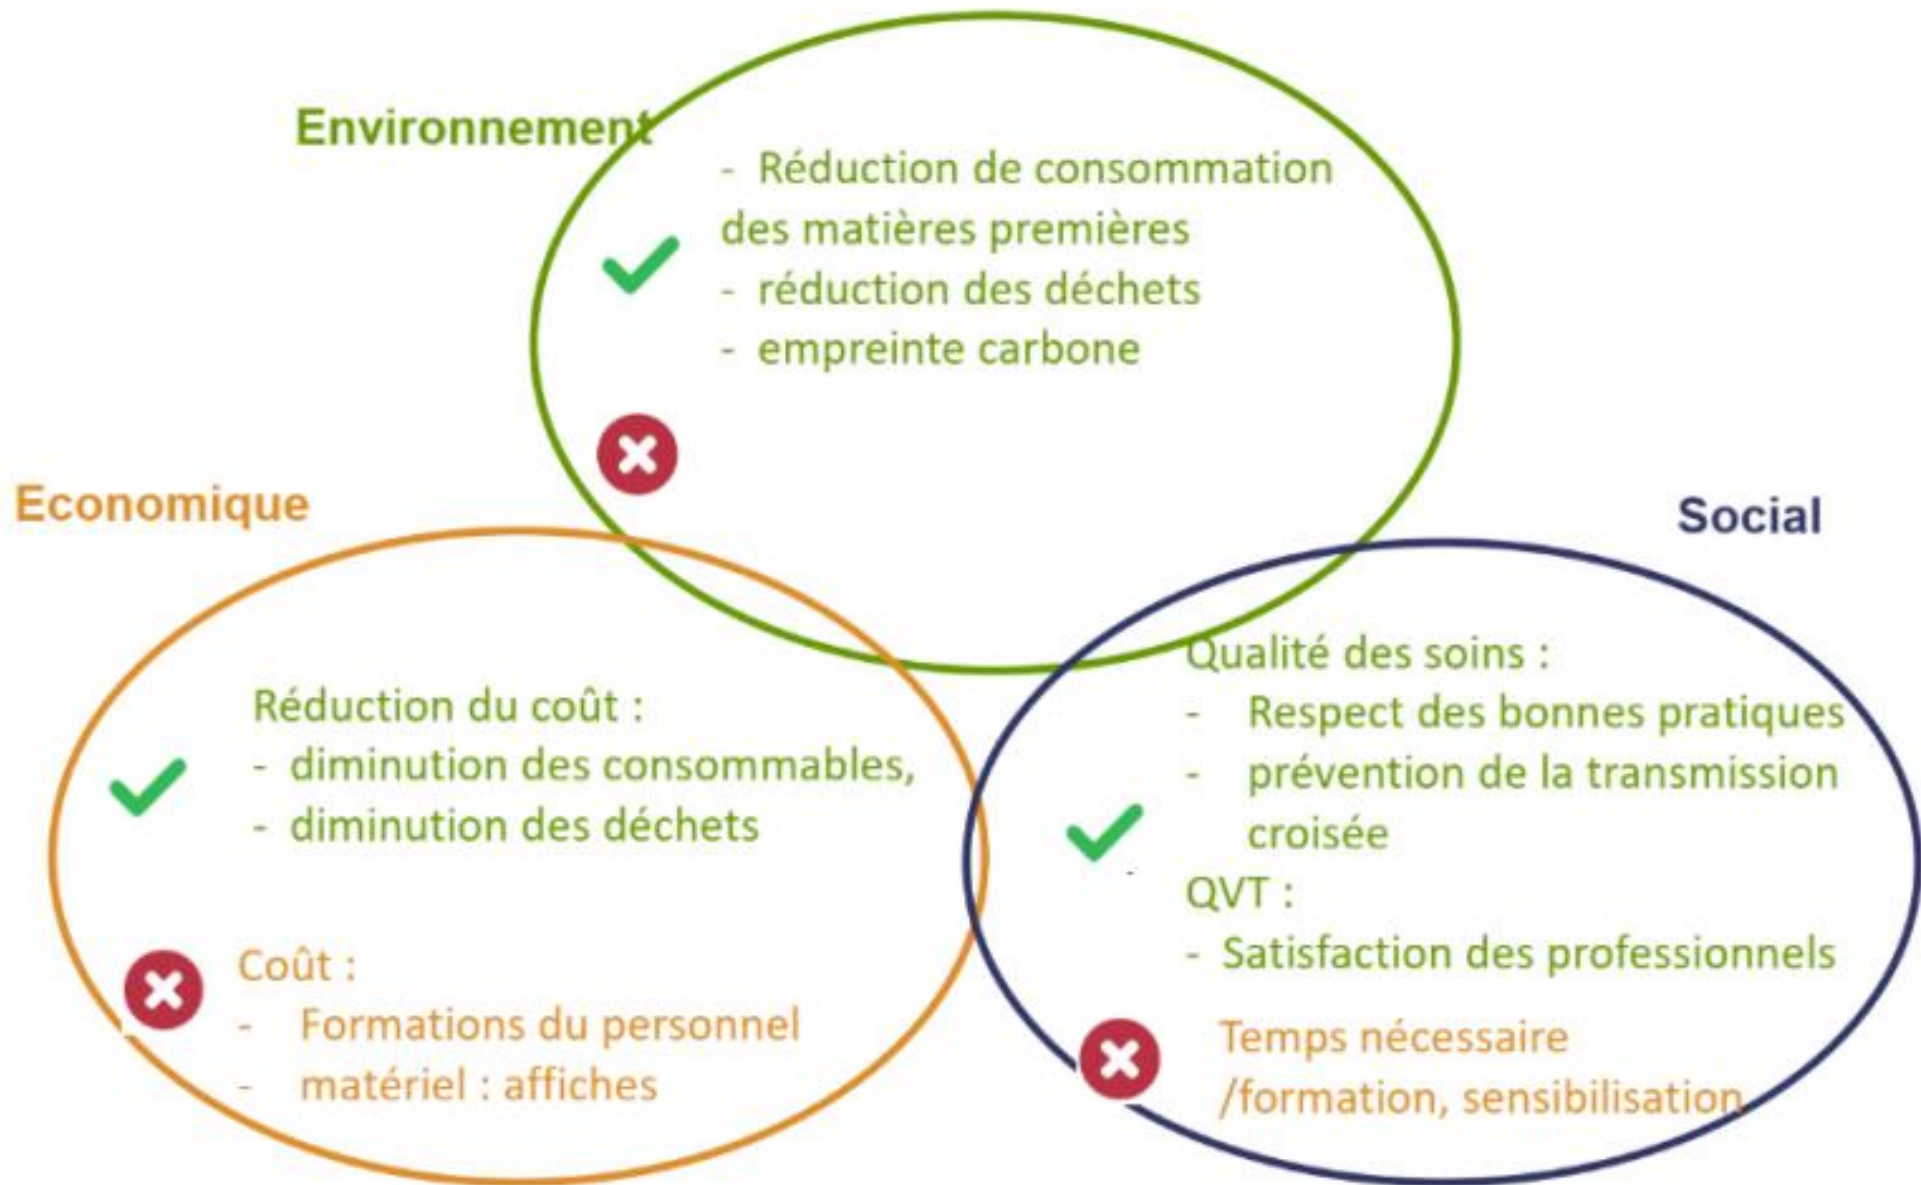 Environnement
- Réduction de consommation
des matières premières
- réduction des déchets
- empreinte carbone
Economique
Réduction du coût :
- diminution des consommables,
- diminution des déchets
Coût :
- Formations du personnel
- matériel : affiches
Social
Qualité des soins :
- Respect des bonnes pratiques
- prévention de la transmission
croisée
-
QVT :
- Satisfaction des professionnels
Temps nécessaire
/formation, sensibilisation